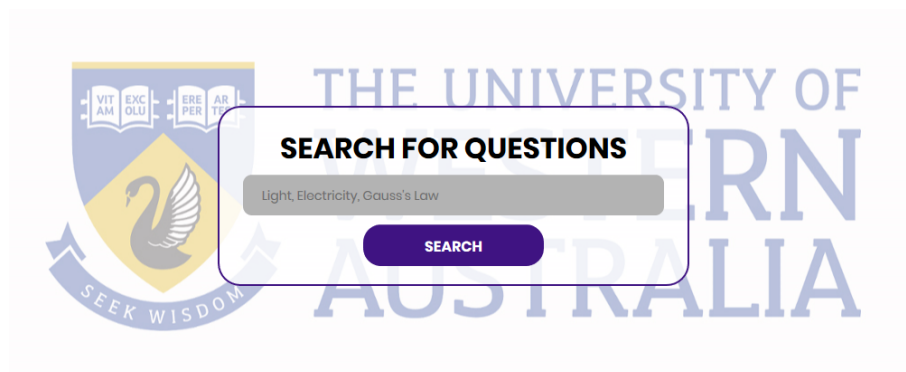 THE UNIVERSITY OF
WESTERN
AUSTRALIA
VIT EXC ERE AR
AM OLU PER TES
SEEK WISDOM
SEARCH FOR QUESTIONS
Light, Electricity, Gauss's Law
SEARCH